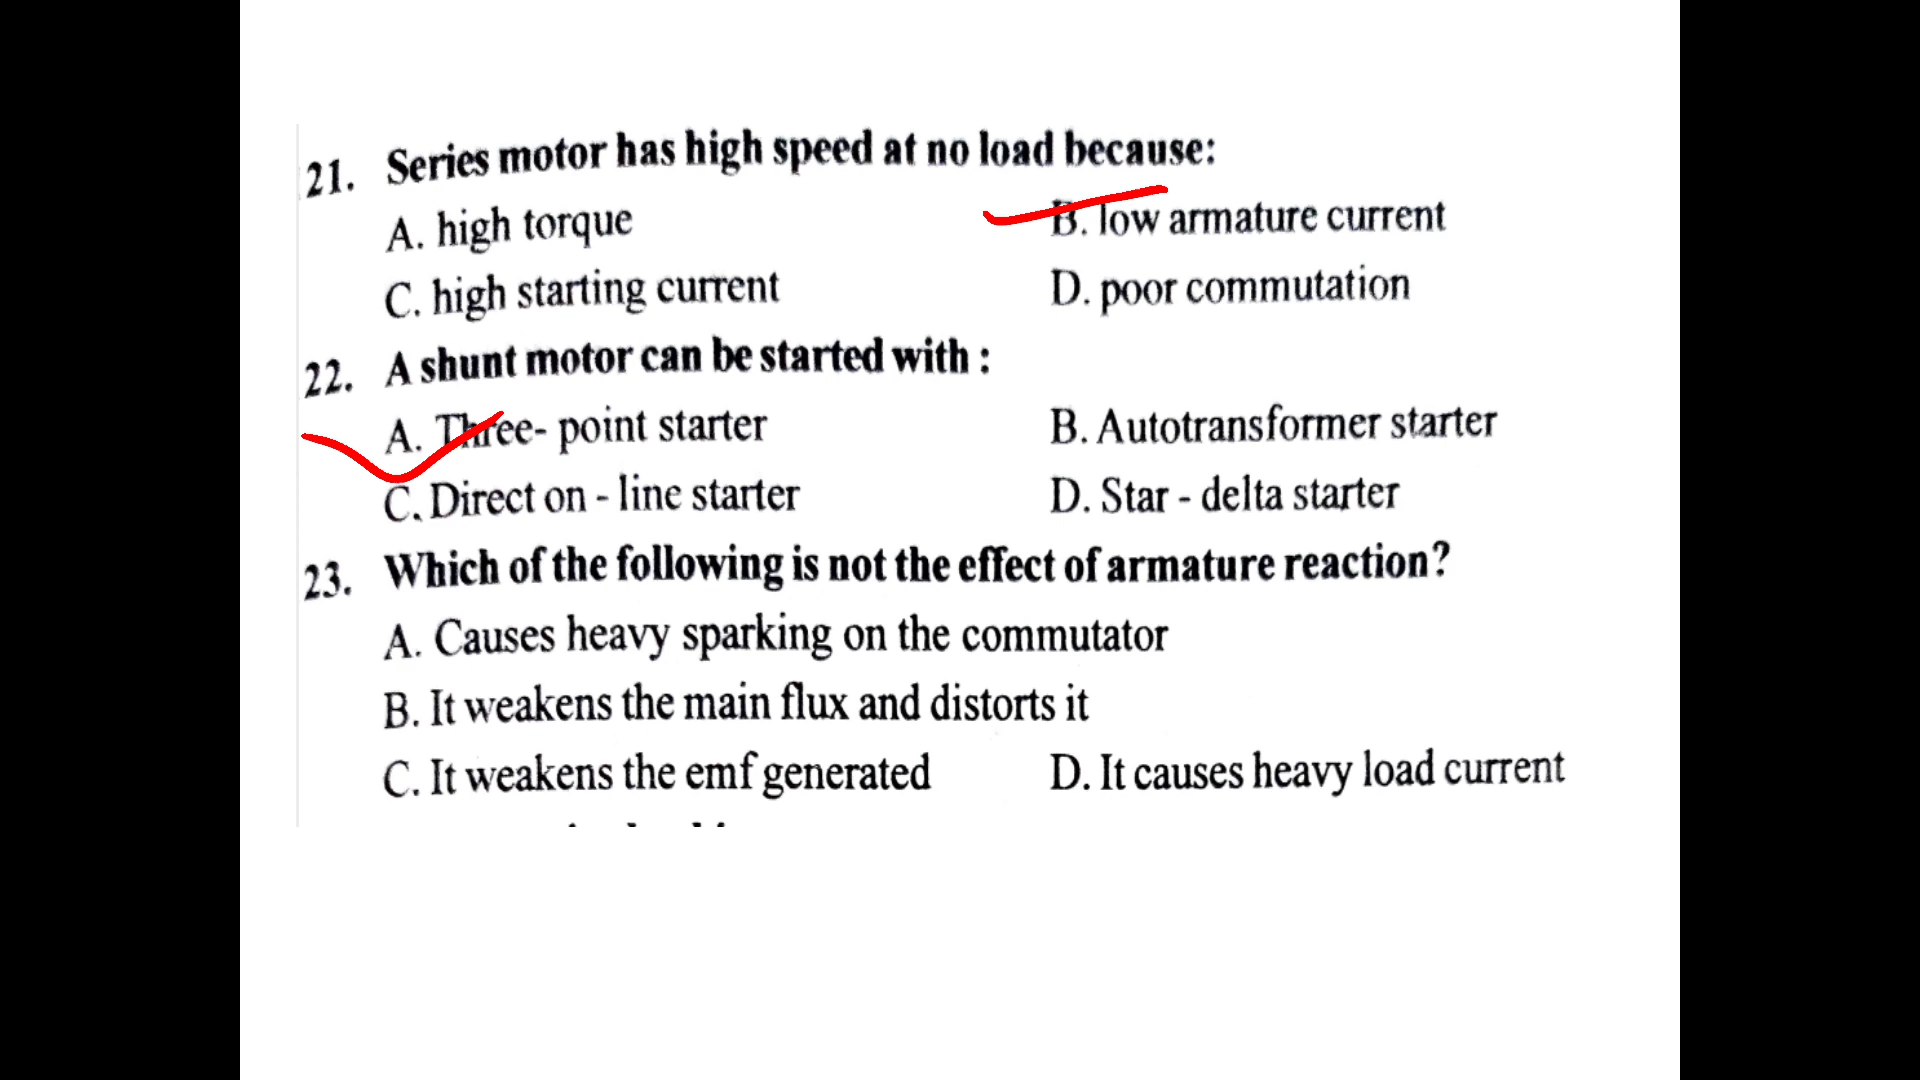 21. Series motor has high speed at no load because:
A. high torque B. low armature current
C. high starting current D. poor commutation
22. A shunt motor can be started with :
A. Three- point starter B. Autotransformer starter
C. Direct on - line starter D. Star - delta starter
23. Which of the following is not the effect of armature reaction?
A. Causes heavy sparking on the commutator
B. It weakens the main flux and distorts it
C. It weakens the emf generated D. It causes heavy load current